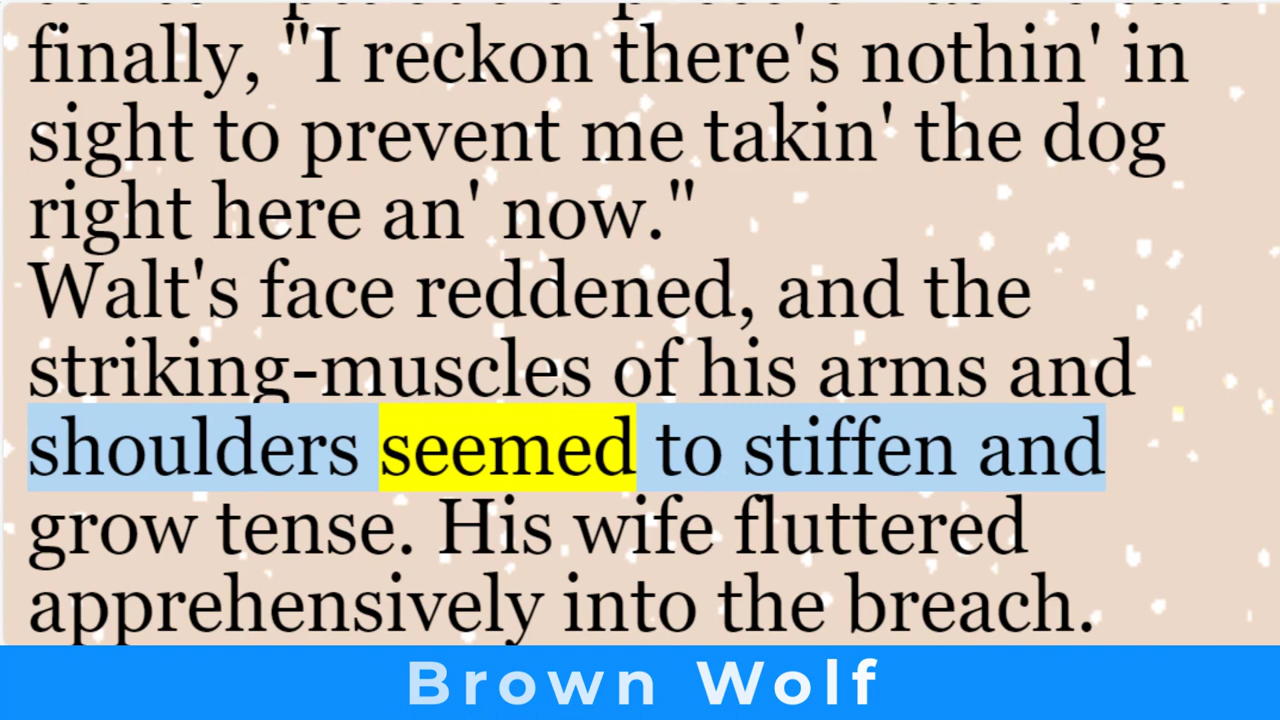 finally, "I reckon there's nothin' in
sight to prevent me takin' the dog
right here an' now."
Walt's face reddened, and the
striking-muscles of his arms and
shoulders seemed to stiffen and
grow tense. His wife fluttered
apprehensively into the breach.
Brown Wolf